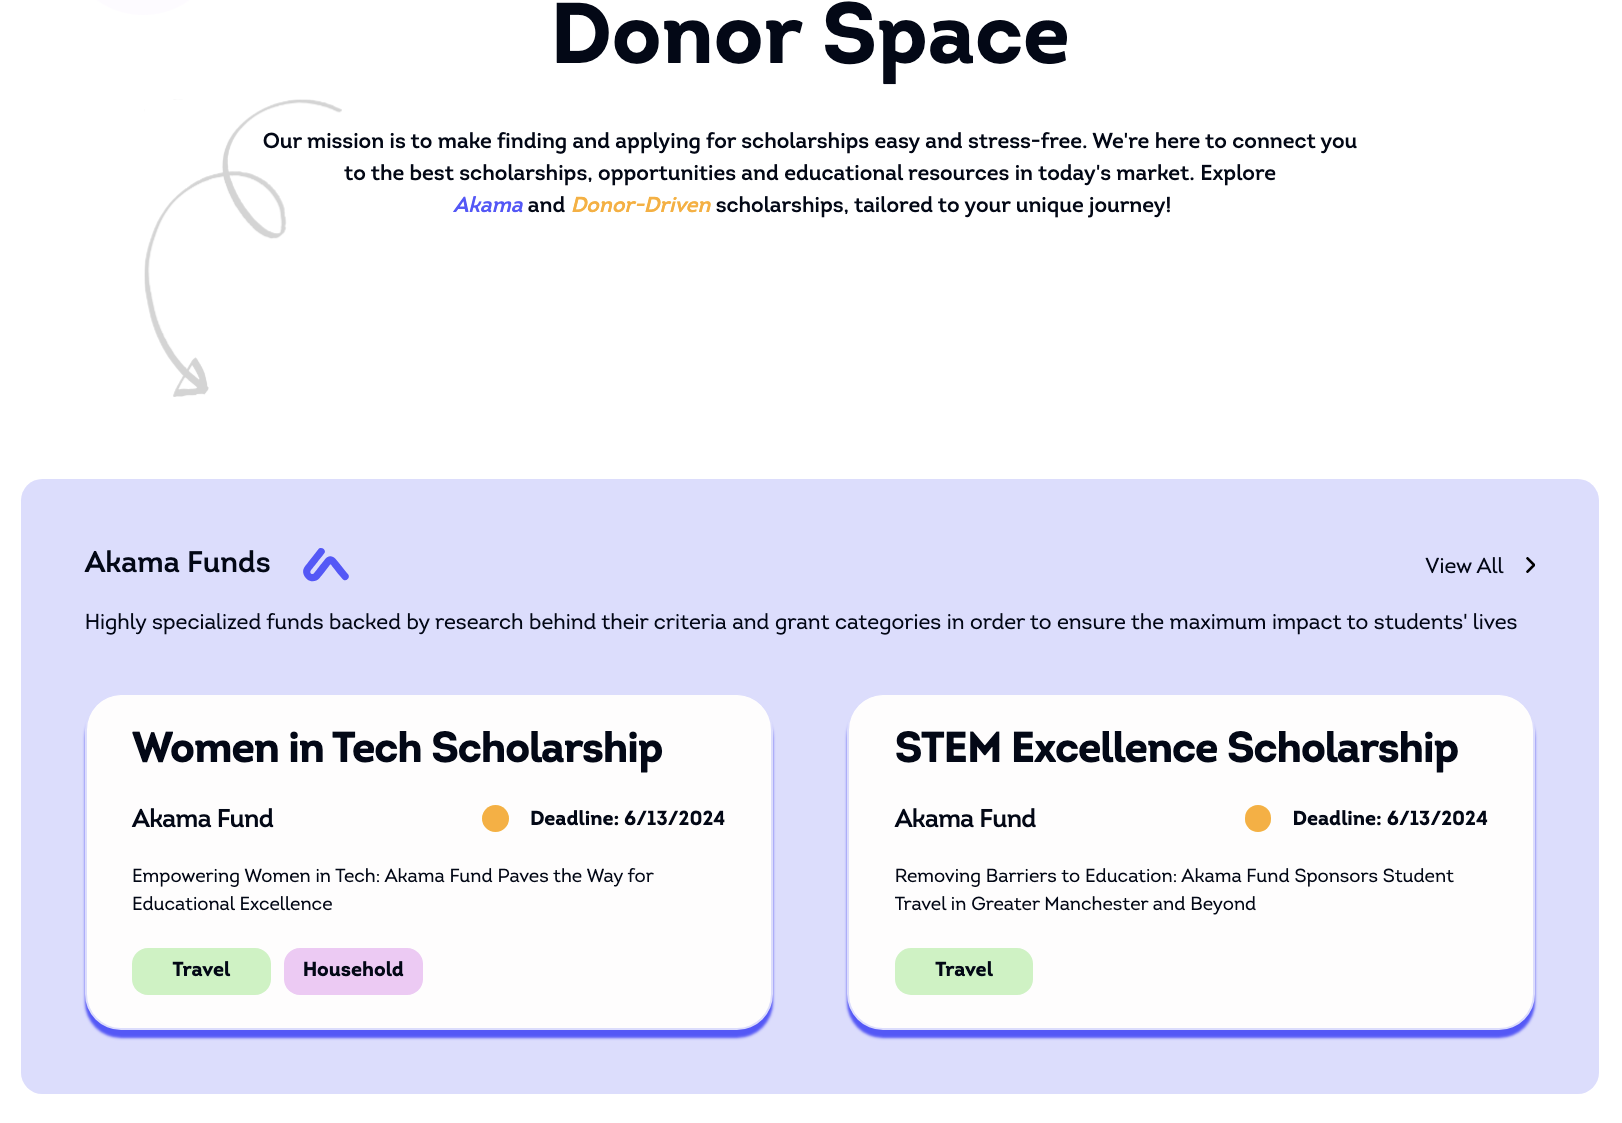 Donor Space
Our mission is to make finding and applying for scholarships easy and stress-free. We're here to connect you
to the best scholarships, opportunities and educational resources in today's market. Explore
Akama and Donor-Driven scholarships, tailored to your unique journey!
Akama Funds
View All
Highly specialized funds backed by research behind their criteria and grant categories in order to ensure the maximum impact to students' lives
Women in Tech Scholarship
Akama Fund
Deadline: 6/13/2024
Empowering Women in Tech: Akama Fund Paves the Way for
Educational Excellence
Travel
Household
STEM Excellence Scholarship
Akama Fund
Deadline: 6/13/2024
Removing Barriers to Education: Akama Fund Sponsors Student
Travel in Greater Manchester and Beyond
Travel